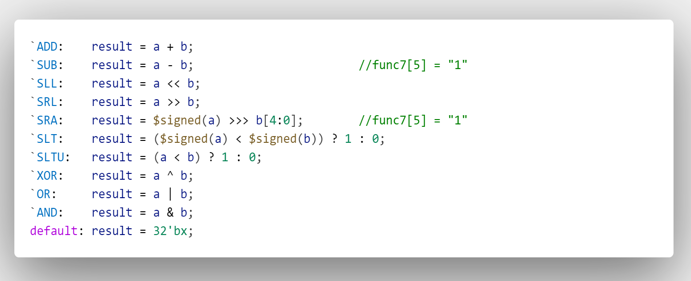 `ADD:    result = a + b;
`SUB:    result = a - b;                       //func7[5] = "1"
`SLL:    result = a << b;
`SRL:    result = a >> b;
`SRA:    result = $signed(a) >>> b[4:0];        //func7[5] = "1"
`SLT:    result = ($signed(a) < $signed(b)) ? 1 : 0;
`SLTU:   result = (a < b) ? 1 : 0;
`XOR:    result = a ^ b;
`OR:     result = a | b;
`AND:    result = a & b;
default: result = 32'bx;